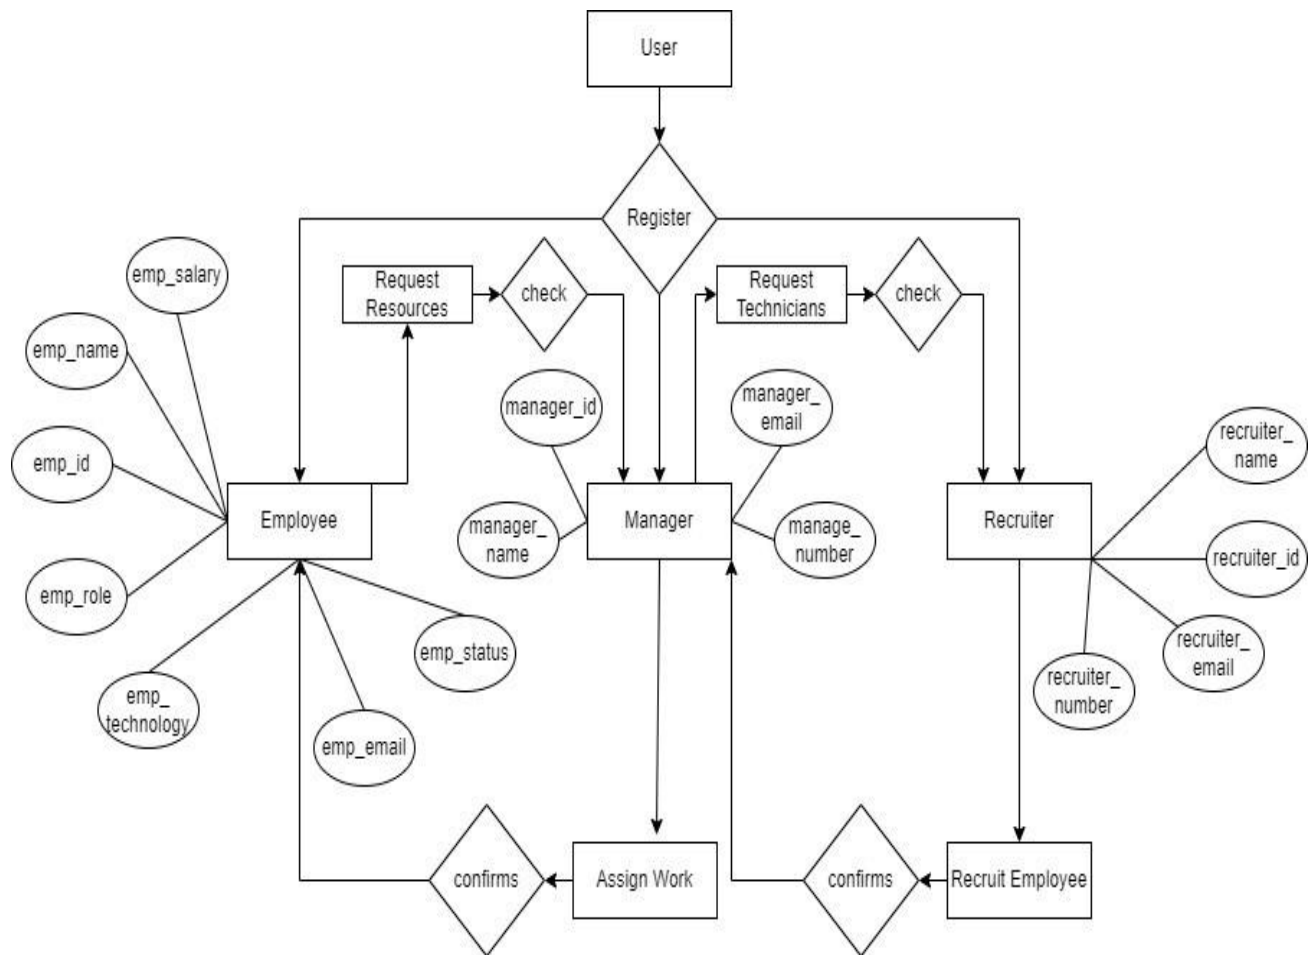 User
Register
Request
Resources
check
Request
Technicians
check
emp_salary
emp_name
emp_id
emp_role
emp_
technology
emp_email
emp_status
Employee
manager_id
manager_
name
Manager
manager_
email
manage_
number
Recruiter
recruiter_
name
recruiter_id
recruiter_
email
recruiter_
number
confirms
Assign Work
confirms
Recruit Employee